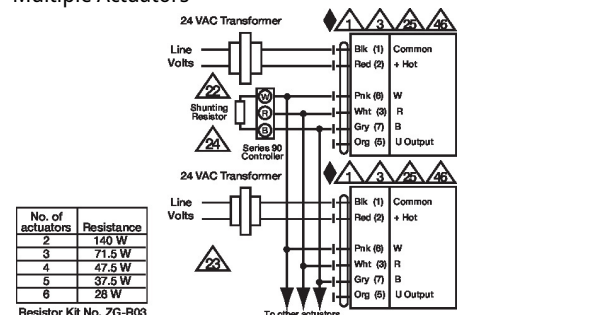 Multiple Actuators
24 VAC Transformer
1 3 25 46
Line
Volts
Blk (1) Common
Red (2) + Hot
22
Shunting
Resistor
24
W
R
B
Series 90
Controller
Pnk (6) W
Wht (3) R
Gry (7) B
Org (5) U Output
24 VAC Transformer
1 3 25 46
Line
Volts
Blk (1) Common
Red (2) + Hot
23
Pnk (6) W
Wht (3) R
Gry (7) B
Org (5) U Output
To other actuators
No. of
actuators Resistance
2 140 W
3 71.5 W
4 47.5 W
5 37.5 W
6 28 W
Resistor Kit No. ZG-R03